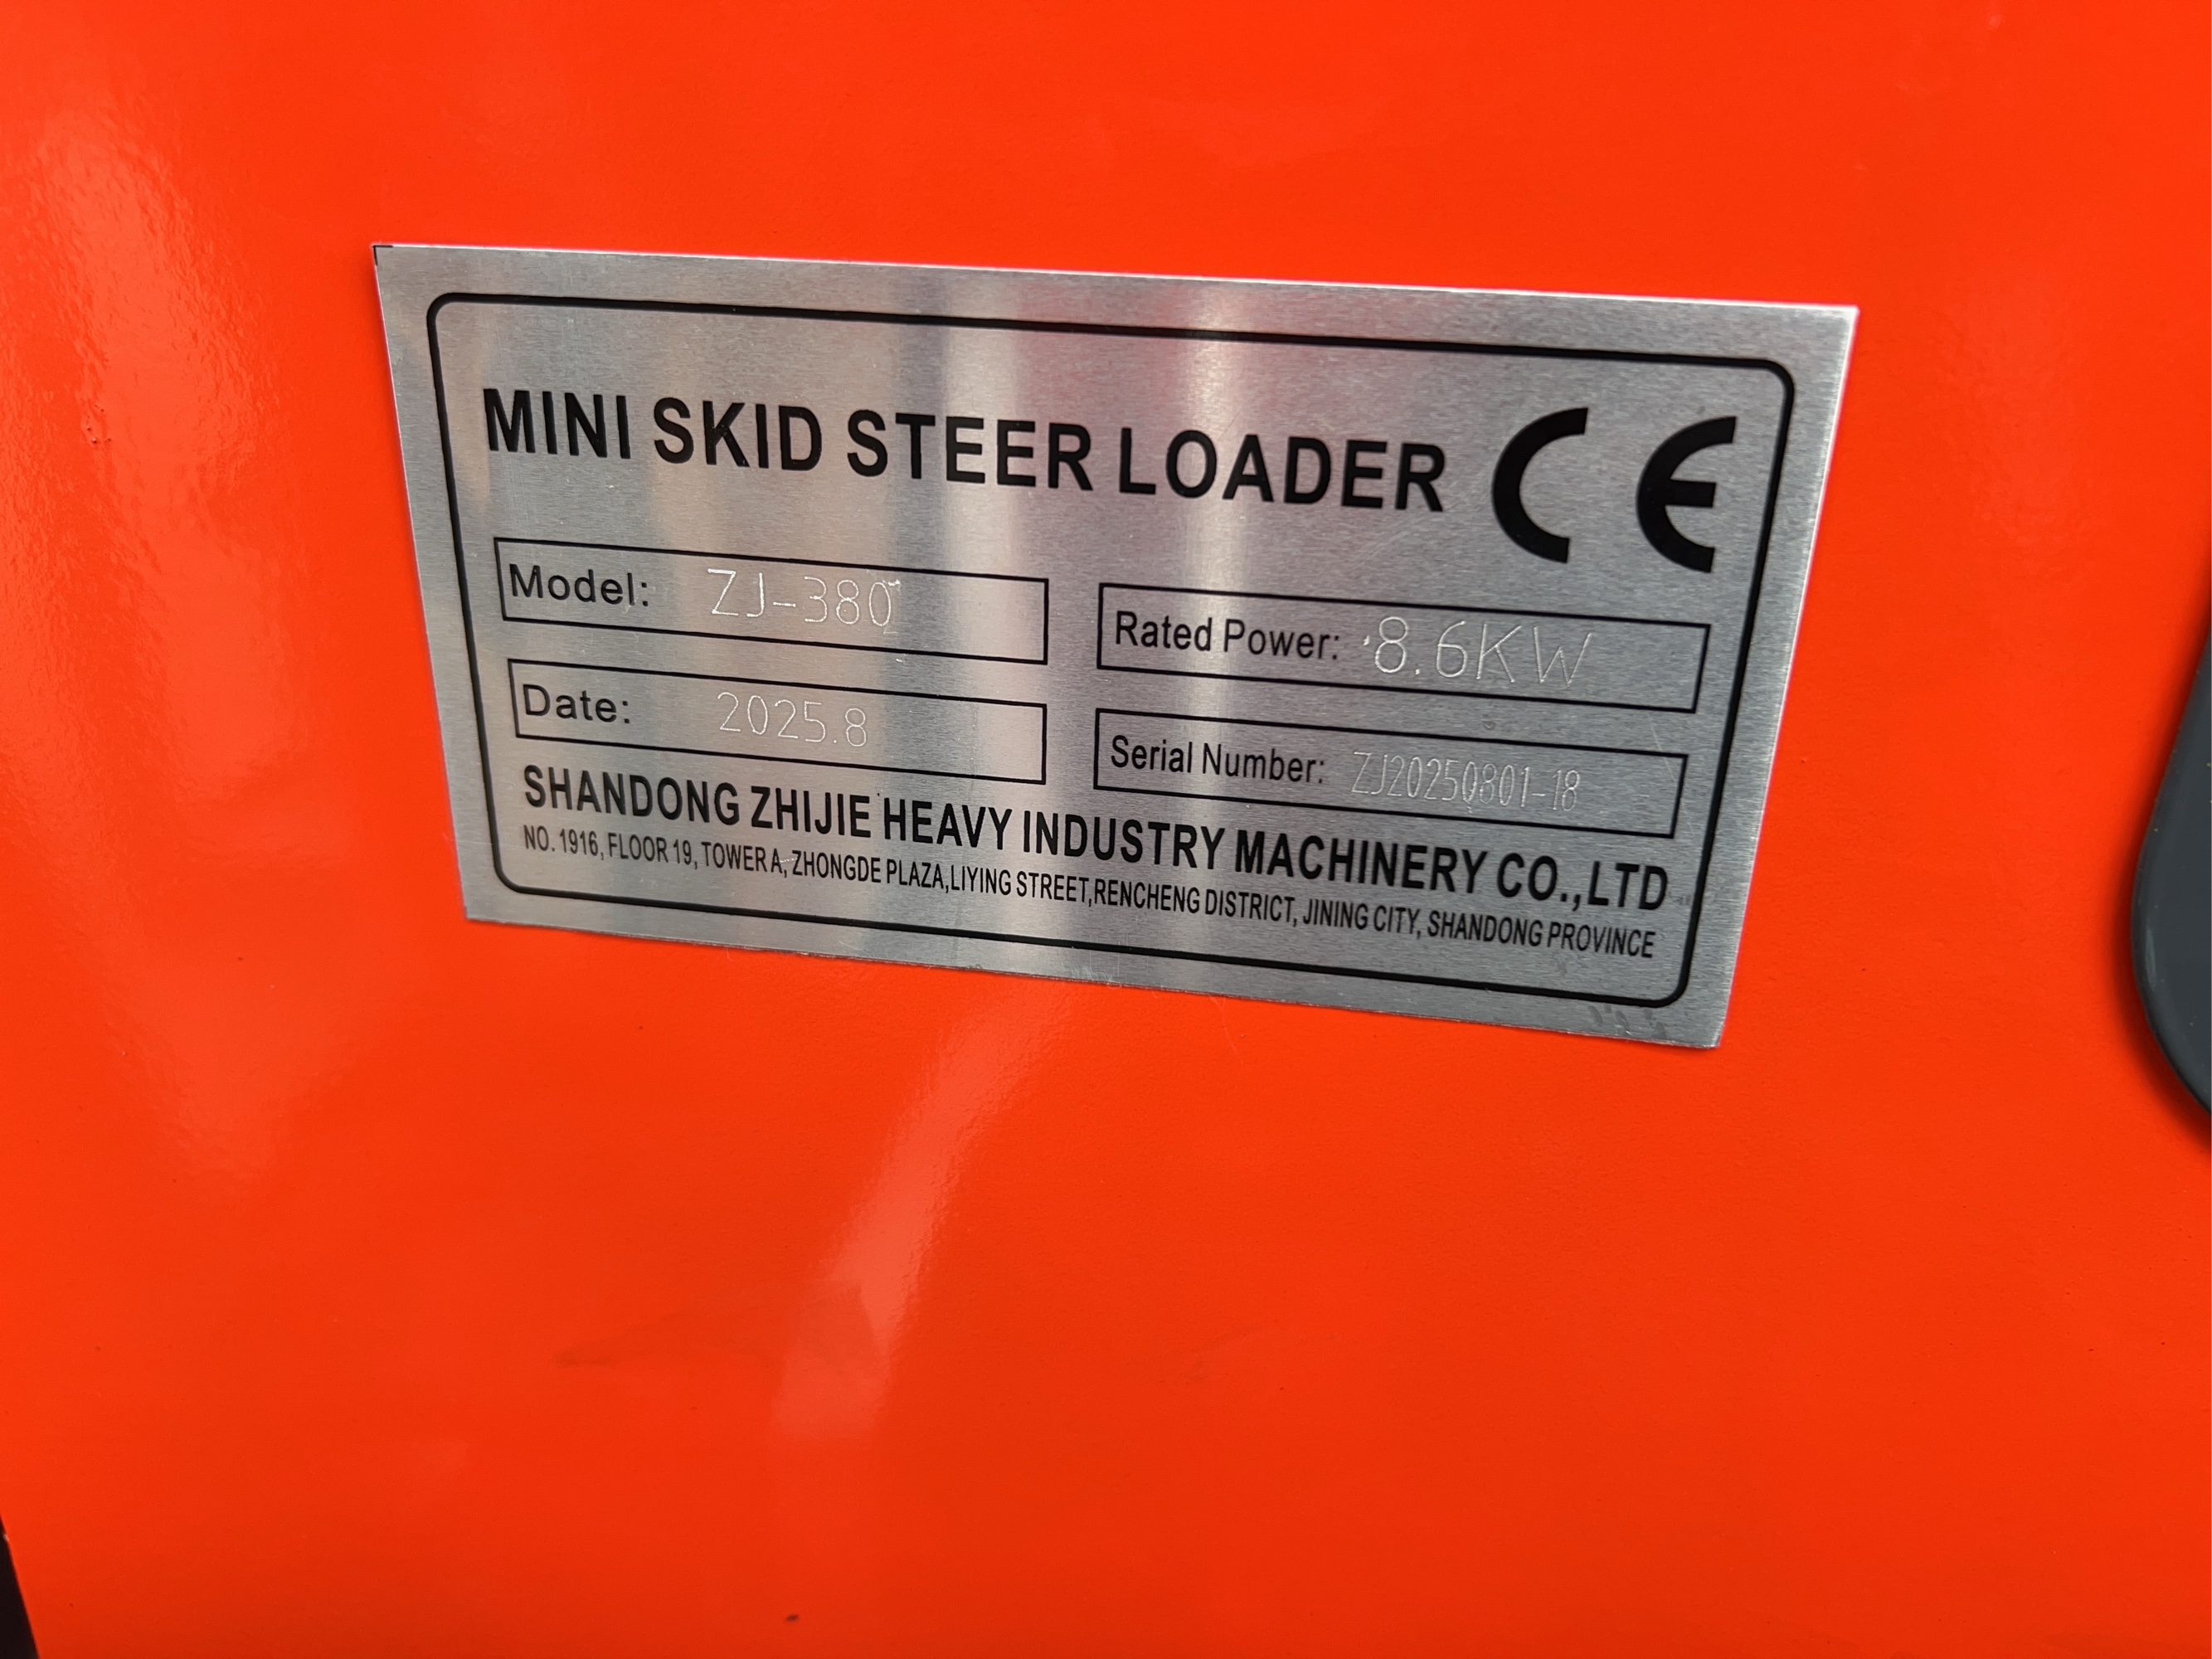 MINI SKID STEER LOADER CE
Model: ZJ-380
Rated Power: 8.6KW
Date: 2025.8
Serial Number: ZJ20250801-18
SHANDONG ZHIJIE HEAVY INDUSTRY MACHINERY CO.,LTD
NO. 1916, FLOOR 19, TOWER A, ZHONGDE PLAZA,LIYING STREET,RENCHENG DISTRICT, JINING CITY, SHANDONG PROVINCE